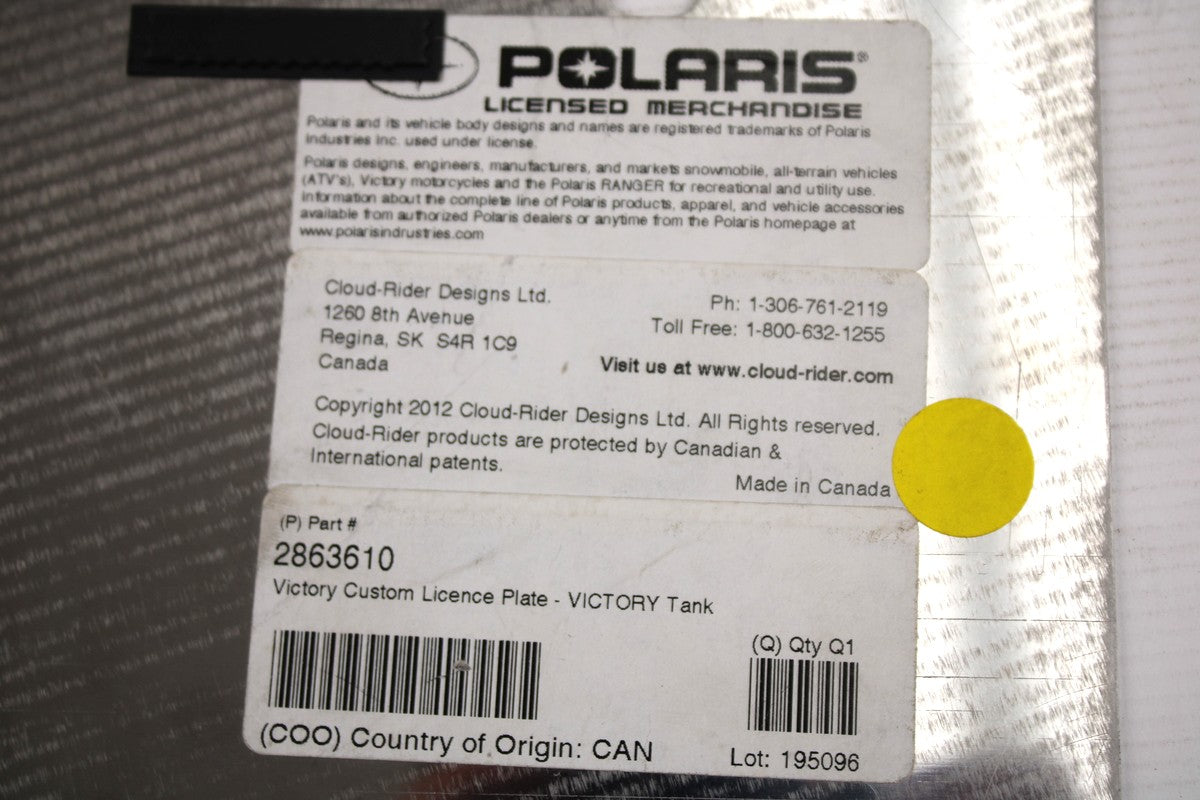 POLARIS®
LICENSED MERCHANDISE
Polaris and its vehicle body designs and names are registered trademarks of Polaris
Industries Inc. used under license.
Polaris designs, engineers, manufacturers, and markets snowmobile, all-terrain vehicles
(ATV's), Victory motorcycles and the Polaris RANGER for recreational and utility use.
Information about the complete line of Polaris products, apparel, and vehicle accessories
available from authorized Polaris dealers or anytime from the Polaris homepage at
www.polarisindrustries.com
Cloud-Rider Designs Ltd.
1260 8th Avenue
Regina, SK S4R 1C9
Canada
Ph: 1-306-761-2119
Toll Free: 1-800-632-1255
Visit us at www.cloud-rider.com
Copyright 2012 Cloud-Rider Designs Ltd. All Rights reserved.
Cloud-Rider products are protected by Canadian &
International patents.
Made in Canada
(P) Part #
2863610
Victory Custom Licence Plate - VICTORY Tank
(Q) Qty Q1
(COO) Country of Origin: CAN
Lot: 195096